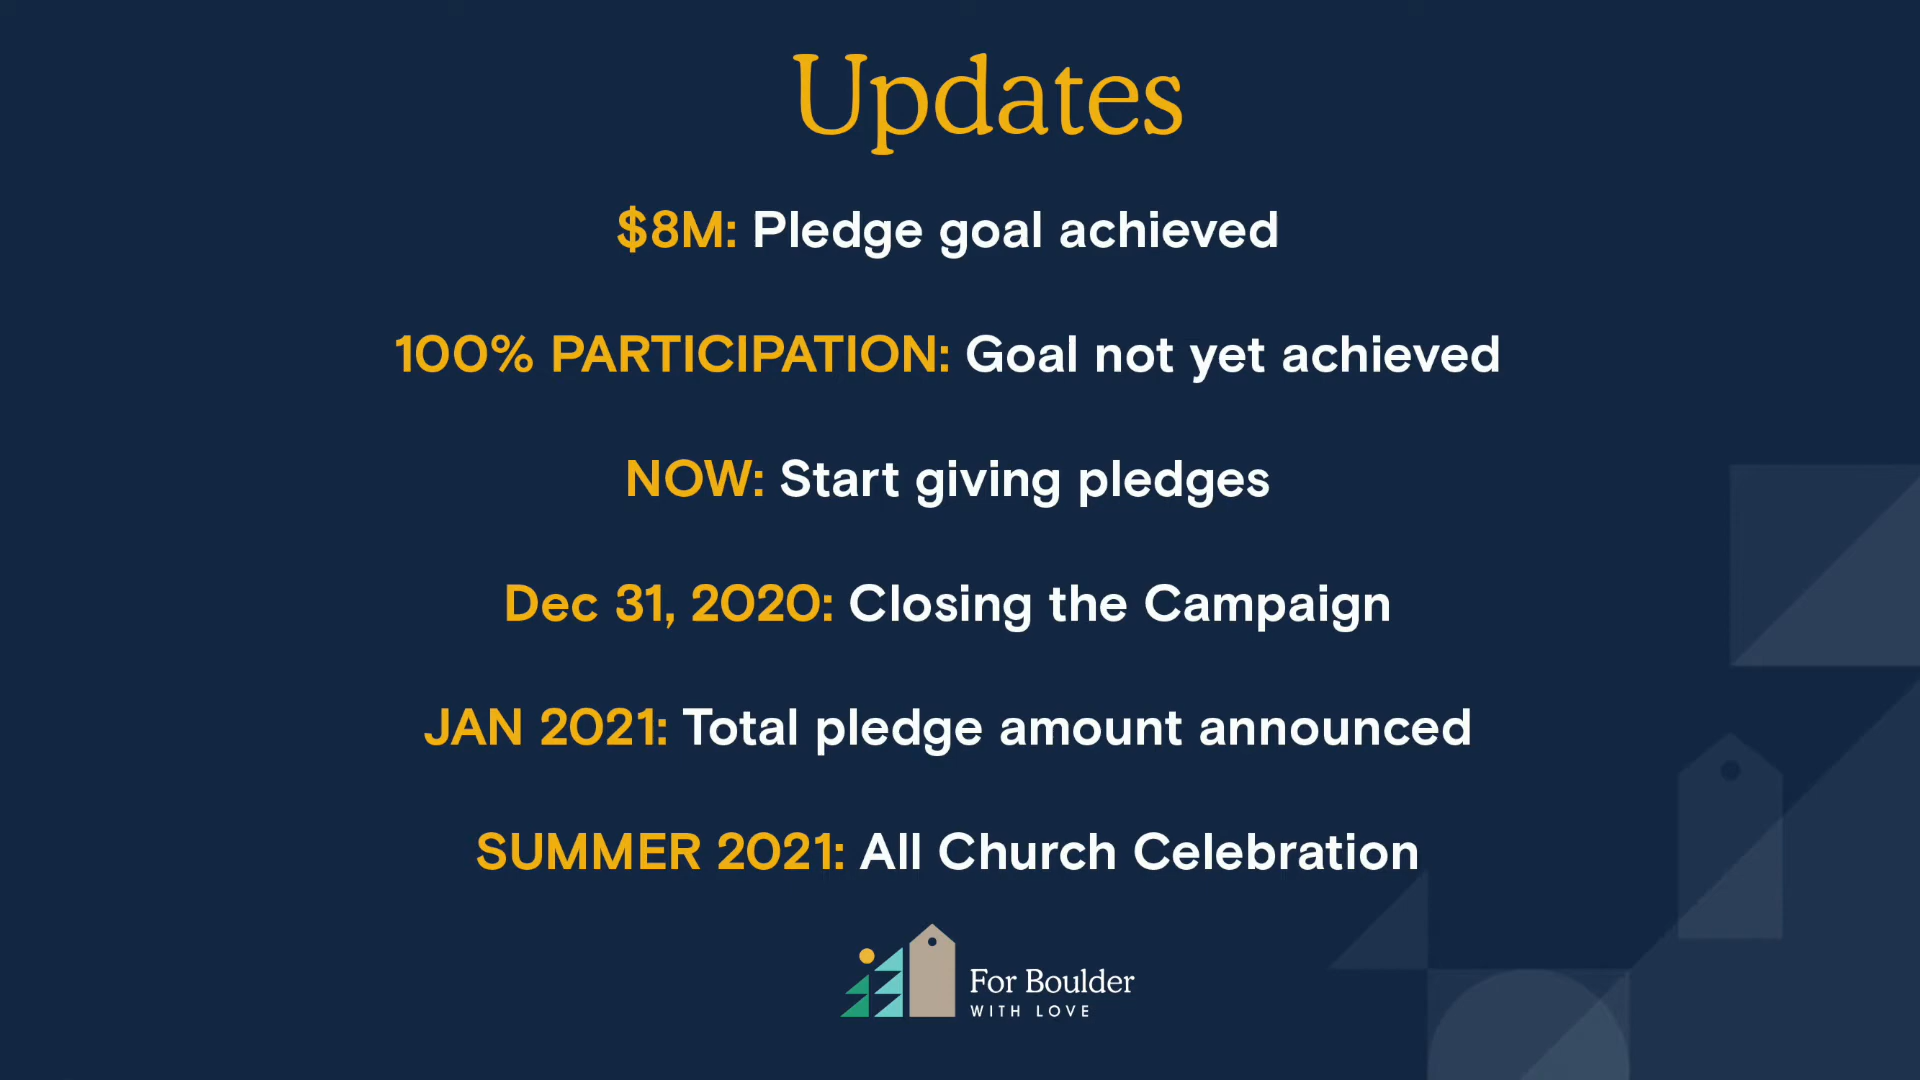 Updates
$8M: Pledge goal achieved
100% PARTICIPATION: Goal not yet achieved
NOW: Start giving pledges
Dec 31, 2020: Closing the Campaign
JAN 2021: Total pledge amount announced
SUMMER 2021: All Church Celebration
For Boulder
WITH LOVE